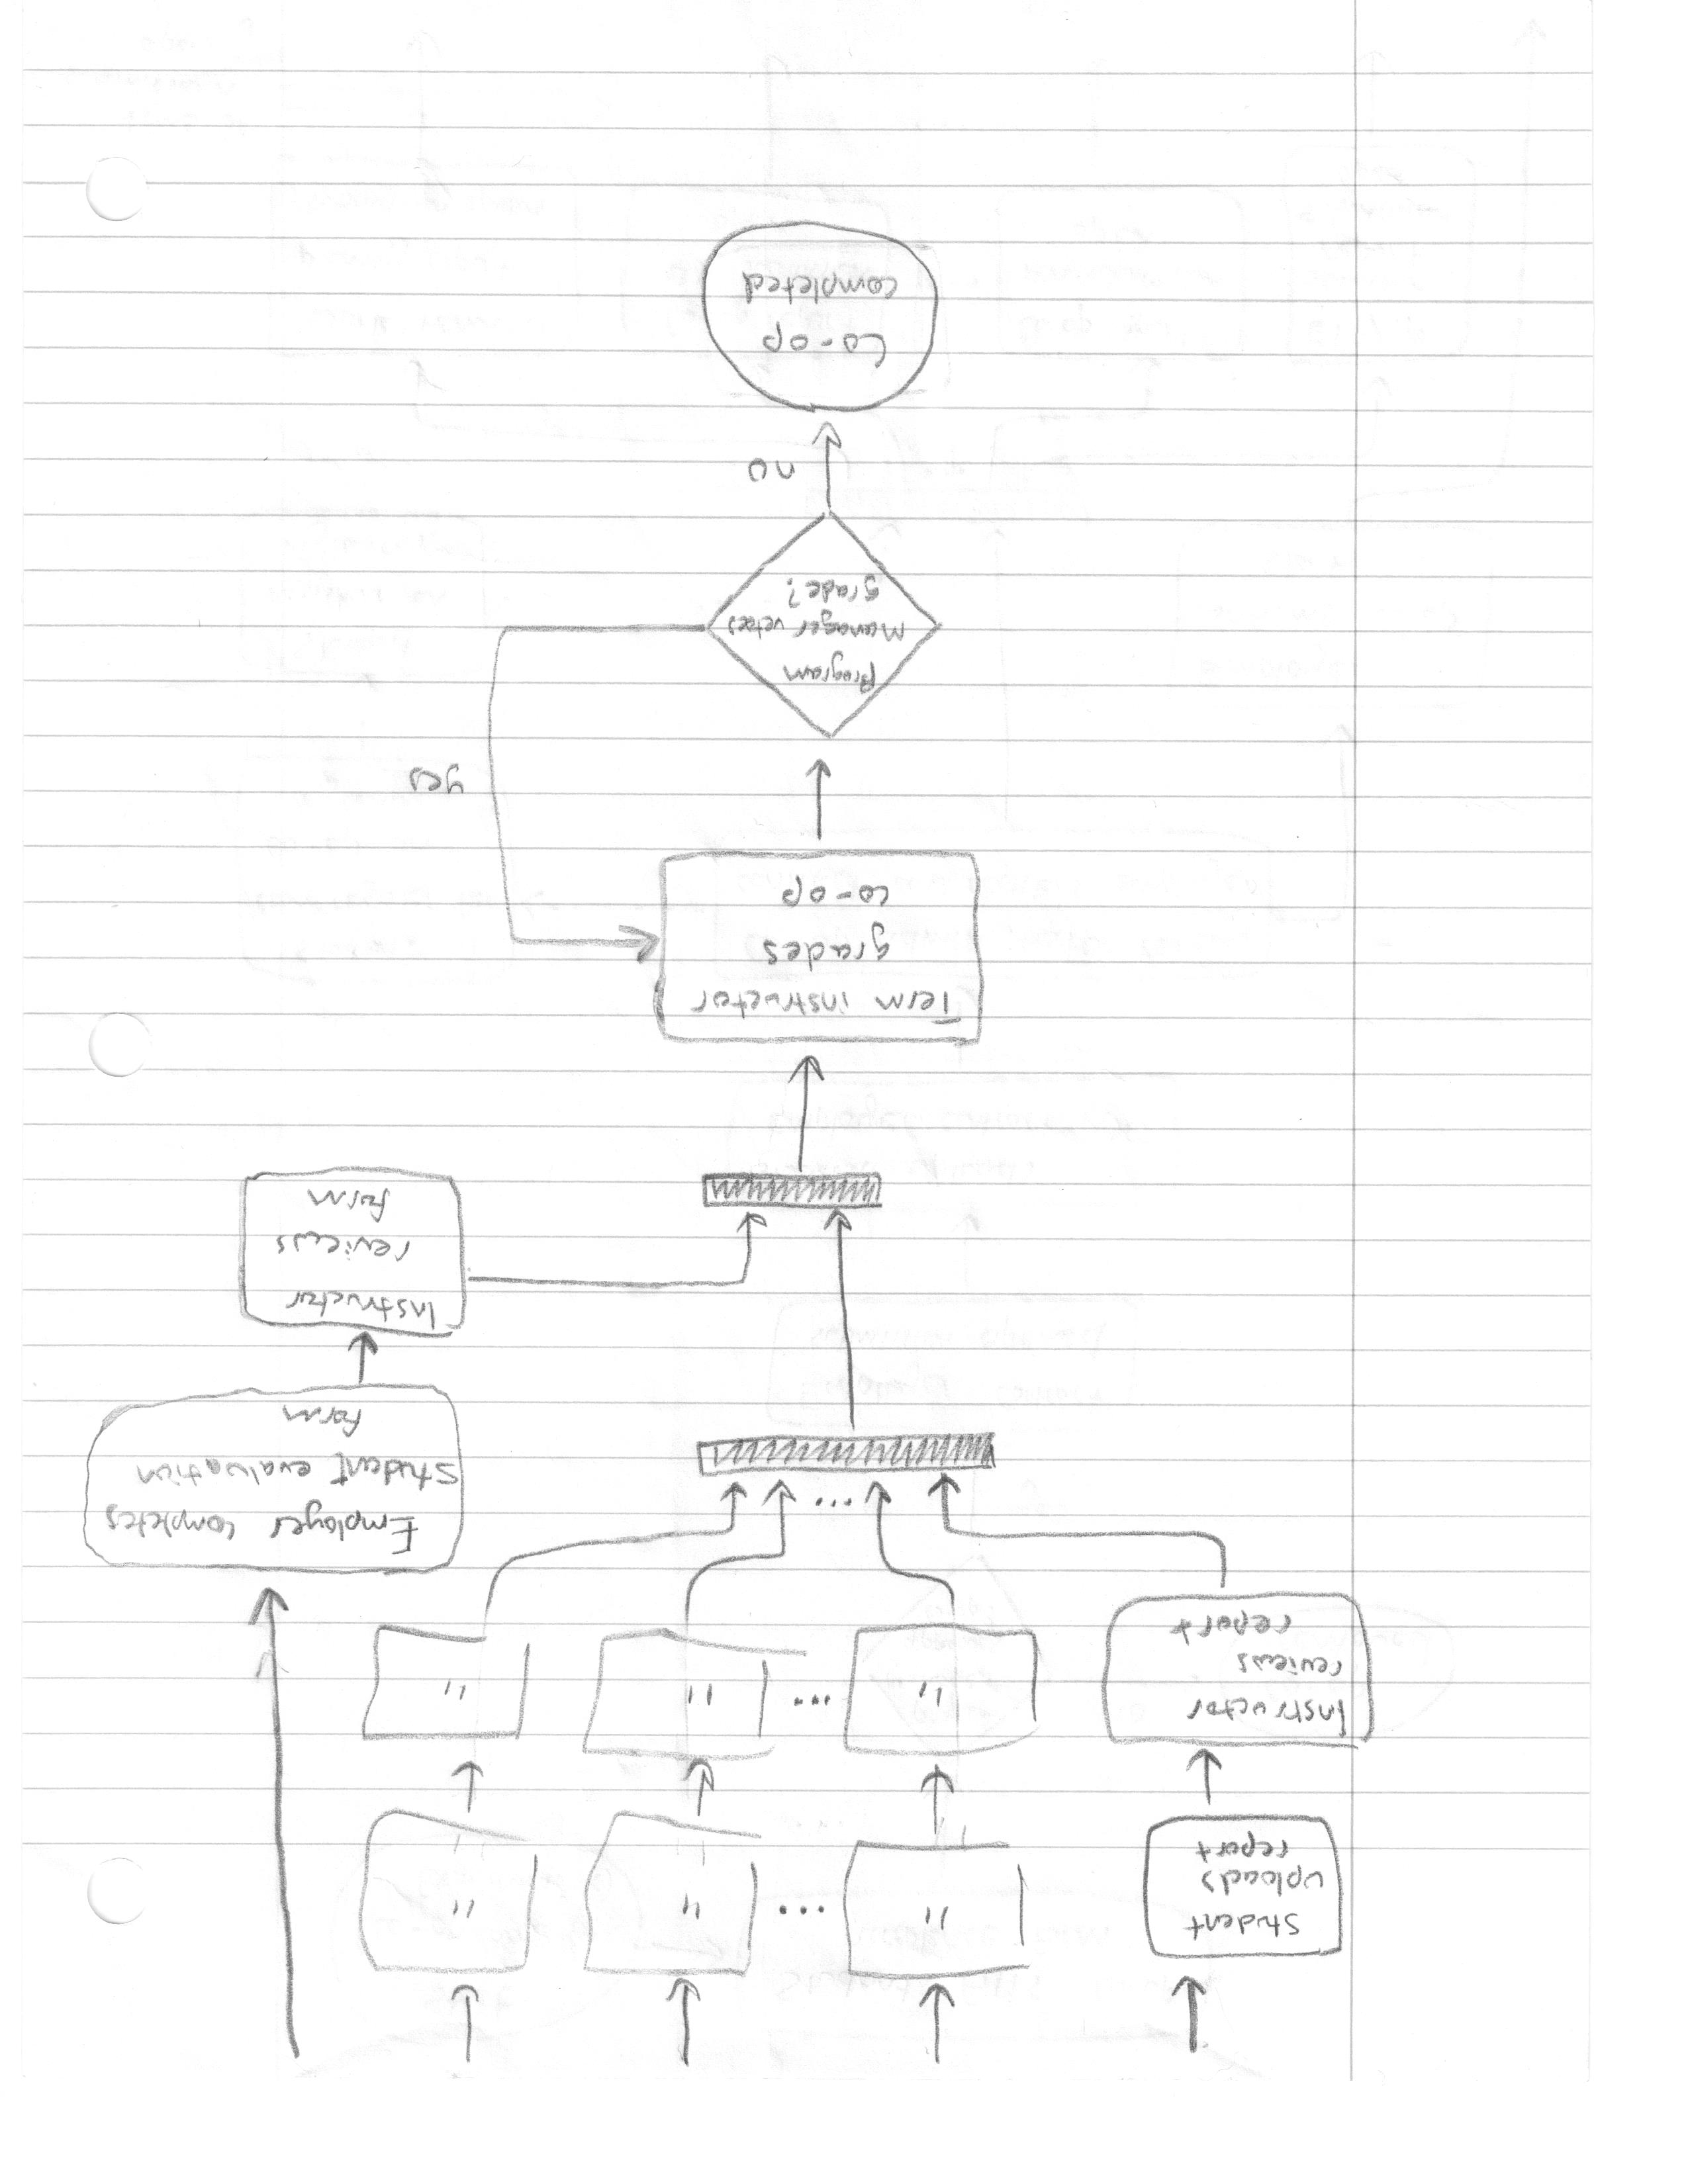 Student
uploads
report
" ... " "
Instructor
reviews
report
" ... " "
...
Employer completes
Student evaluation
form
Instructor
reviews
form
Term instructor
grades
co-op
yes
Program
Manager vetoes
grade?
no
Co-op
completed